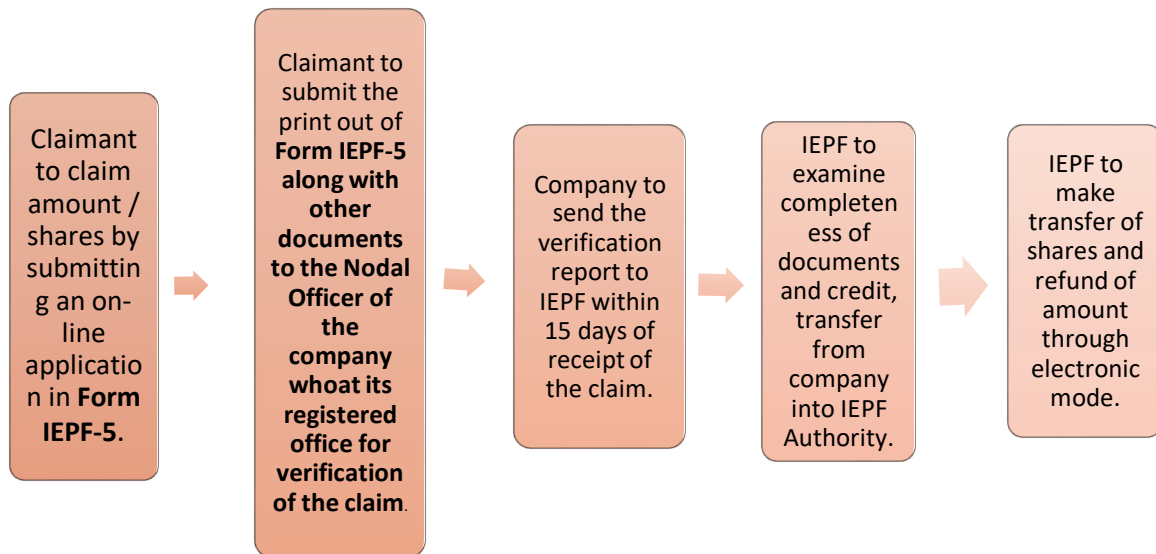 Claimant
to claim
amount /
shares by
submittin
g an on-
line
applicatio
n in Form
IEPF-5.
Claimant to
submit the
print out of
Form IEPF-5
along with
other
documents
to the Nodal
Officer of
the
company
whoat its
registered
office for
verification
of the claim.
Company to
send the
verification
report to
IEPF within
15 days of
receipt of
the claim.
IEPF to
examine
completen
ess of
documents
and credit,
transfer
from
company
into IEPF
Authority.
IEPF to
make
transfer of
shares and
refund of
amount
through
electronic
mode.